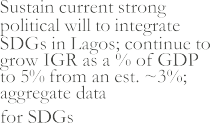 Sustain current strong
political will to integrate
SDGs in Lagos; continue to
grow IGR as a % of GDP
to 5% from an est. ~3%;
aggregate data
for SDGs